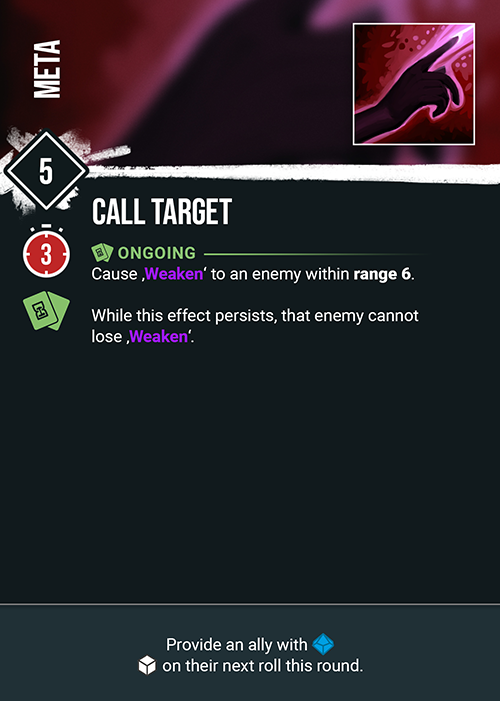 META
5
CALL TARGET
3
ONGOING
Cause ‚Weaken‘ to an enemy within range 6.
While this effect persists, that enemy cannot
lose ‚Weaken‘.
Provide an ally with
on their next roll this round.